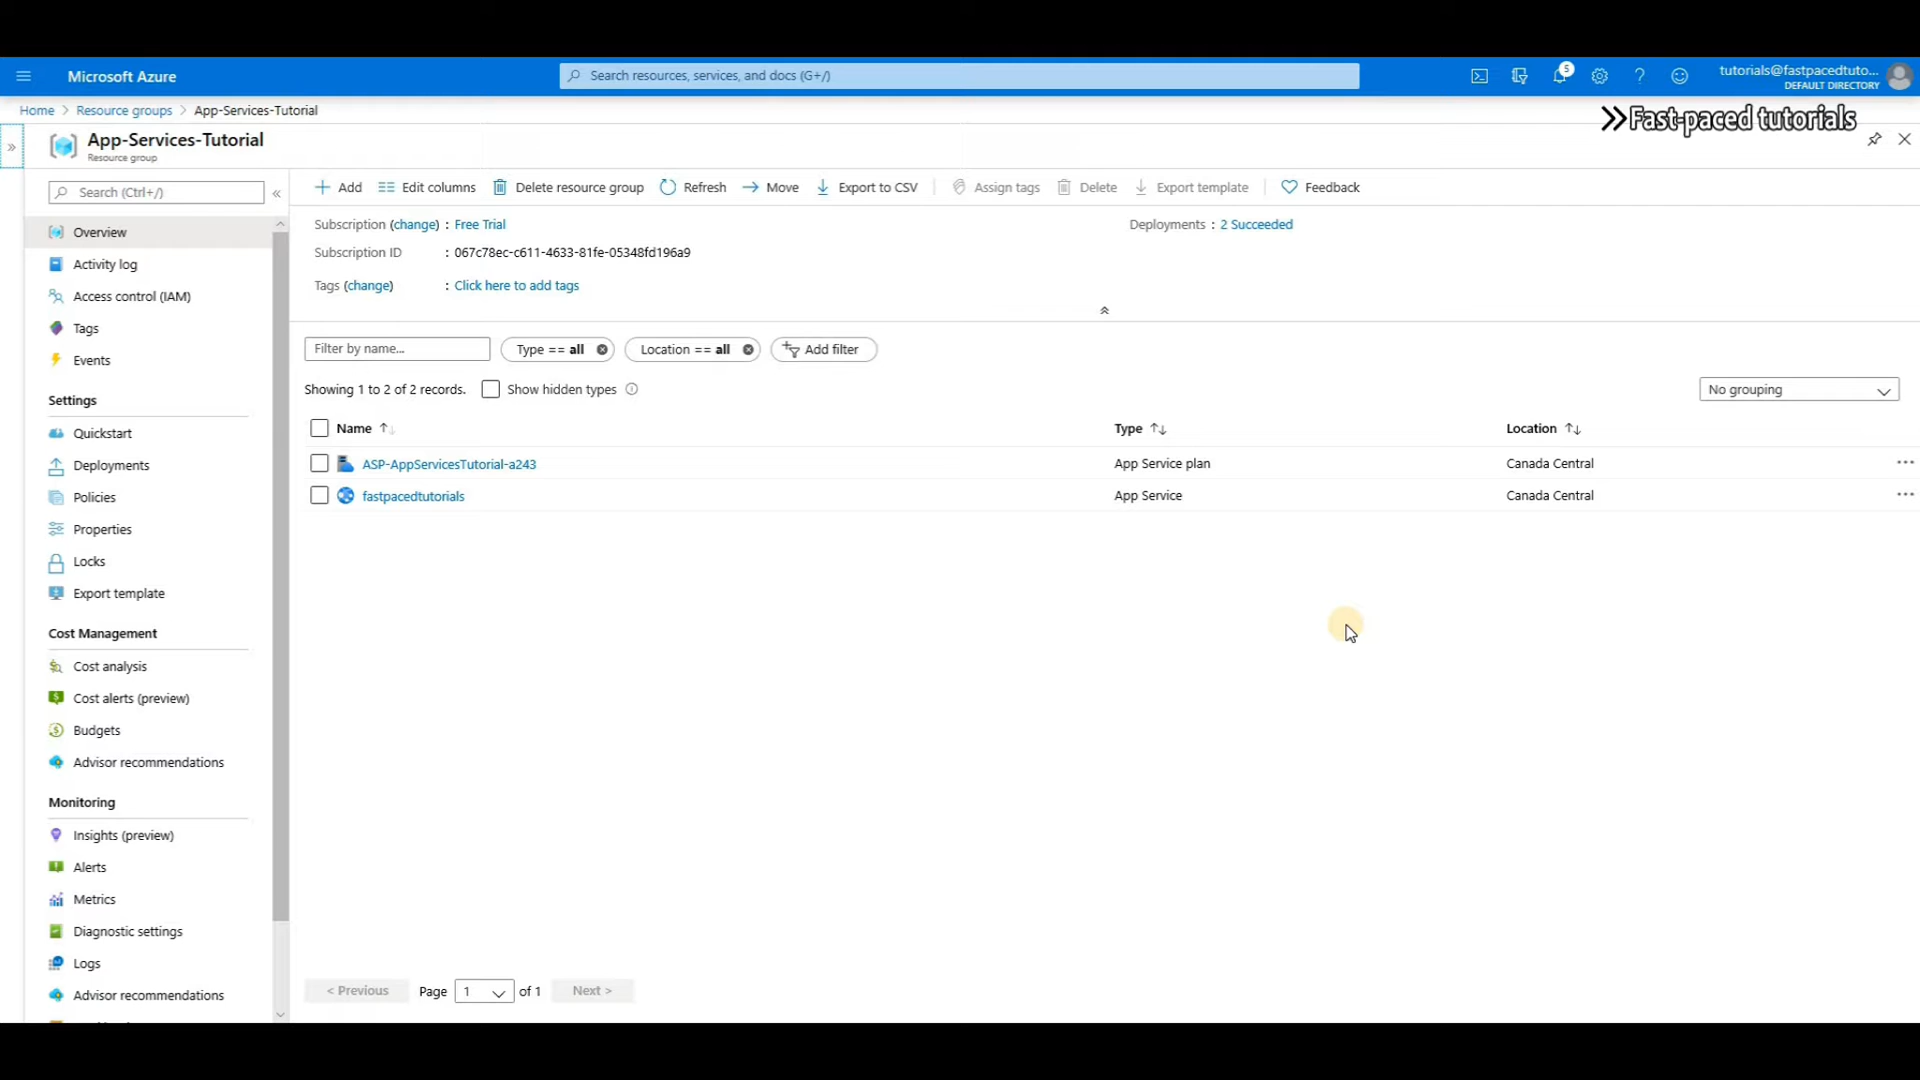 Microsoft Azure
Search resources, services, and docs (G+/)
5
tutorials@fastpacedtuto...
DEFAULT DIRECTORY
Home > Resource groups > App-Services-Tutorial
Fast-paced tutorials
App-Services-Tutorial
Resource group
Search (Ctrl+/)
Overview
Activity log
Access control (IAM)
Tags
Events
Settings
Quickstart
Deployments
Policies
Properties
Locks
Export template
Cost Management
Cost analysis
Cost alerts (preview)
Budgets
Advisor recommendations
Monitoring
Insights (preview)
Alerts
Metrics
Diagnostic settings
Logs
Advisor recommendations
Add Edit columns Delete resource group Refresh Move Export to CSV Assign tags Delete Export template Feedback
Subscription (change) : Free Trial
Deployments : 2 Succeeded
Subscription ID : 067c78ec-c611-4633-81fe-05348fd196a9
Tags (change) : Click here to add tags
Filter by name... Type == all Location == all Add filter
Showing 1 to 2 of 2 records. Show hidden types
No grouping
Name Type Location
ASP-AppServicesTutorial-a243 App Service plan Canada Central ...
fastpacedtutorials App Service Canada Central ...
< Previous Page 1 of 1 Next >